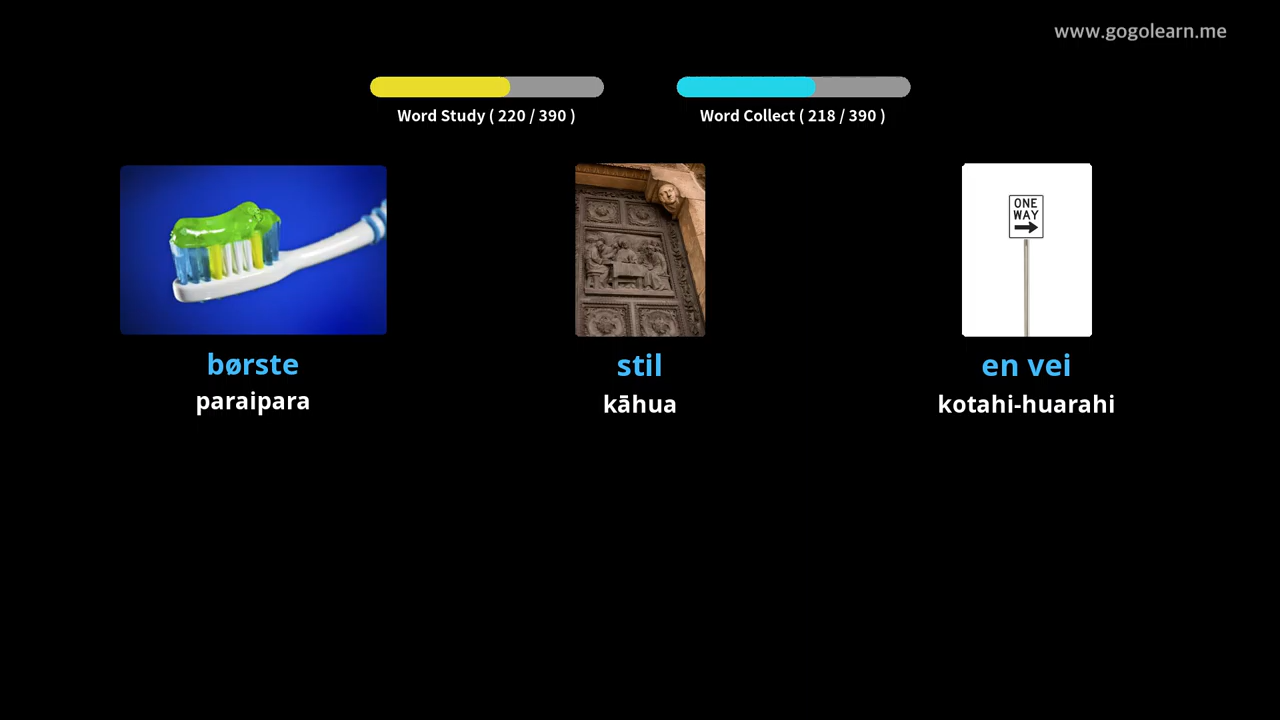 www.gogolearn.me
Word Study ( 220 / 390 )
Word Collect ( 218 / 390 )
ONE
WAY
børste
stil
en vei
paraipara
kāhua
kotahi-huarahi